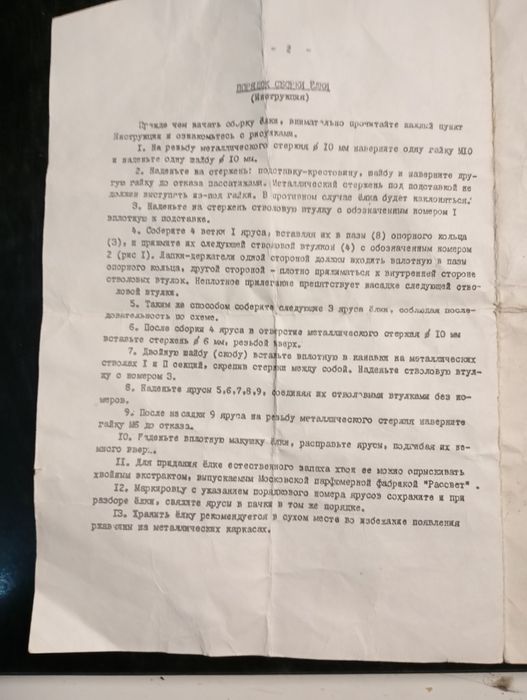 - 2 -
ПОРЯДОК СБОРКИ ЁЛКИ
(Инструкция)
Прежде чем начать сборку ёлки, внимательно прочитайте каждый пункт
Инструкции и ознакомьтесь с рисунками.
1. На резьбу металлического стержня ∅ 10 мм наверните одну гайку М10
и наденьте одну шайбу ∅ 10 мм.
2. Наденьте на стержень: подставку-крестовину, шайбу и наверните дру-
гую гайку до отказа пассатижами. Металлический стержень под подставкой не
должен выступать из-под гайки. В противном случае ёлка будет наклоняться.
3. Наденьте на стержень стволовую втулку с обозначенным номером I
вплотную к подставке.
4. Соберите 4 ветки I яруса, вставляя их в пазы (8) опорного кольца
(3), и прижмите их следующей стволовой втулкой (4) с обозначенным номером
2 (рис I). Лапки-держатели одной стороной должны входить вплотную в пазы
опорного кольца, другой стороной - плотно прижиматься к внутренней стороне
стволовых втулок. Неплотное прилегание препятствует насадке следующей ство-
ловой втулки.
5. Таким же способом соберите следующие 3 яруса ёлки, соблюдая после-
довательность по схеме.
6. После сборки 4 яруса в отверстие металлического стержня ∅ 10 мм
вставьте стержень ∅ 6 мм, резьбой вверх.
7. Двойную шайбу (скобу) вставьте вплотную в канавки на металлических
стволах I и II секций, скрепив стержни между собой. Наденьте стволовую втул-
ку с номером 3.
8. Наденьте ярусы 5,6,7,8,9, соединяя их стволовыми втулками без но-
меров.
9. После насадки 9 яруса на резьбу металлического стержня наверните
гайку М6 до отказа.
10. Наденьте вплотную макушку ёлки, расправьте ярусы, подгибая их не-
много вверх.
II. Для придания ёлке естественного запаха хвои ее можно опрыскивать
хвойным экстрактом, выпускаемым Московской парфюмерной фабрикой "Рассвет".
12. Маркировку с указанием порядкового номера ярусов сохраните и при
разборе ёлки, свяжите ярусы в пачки в том же порядке.
13. Хранить ёлку рекомендуется в сухом месте во избежание появления
ржавчины на металлических каркасах.